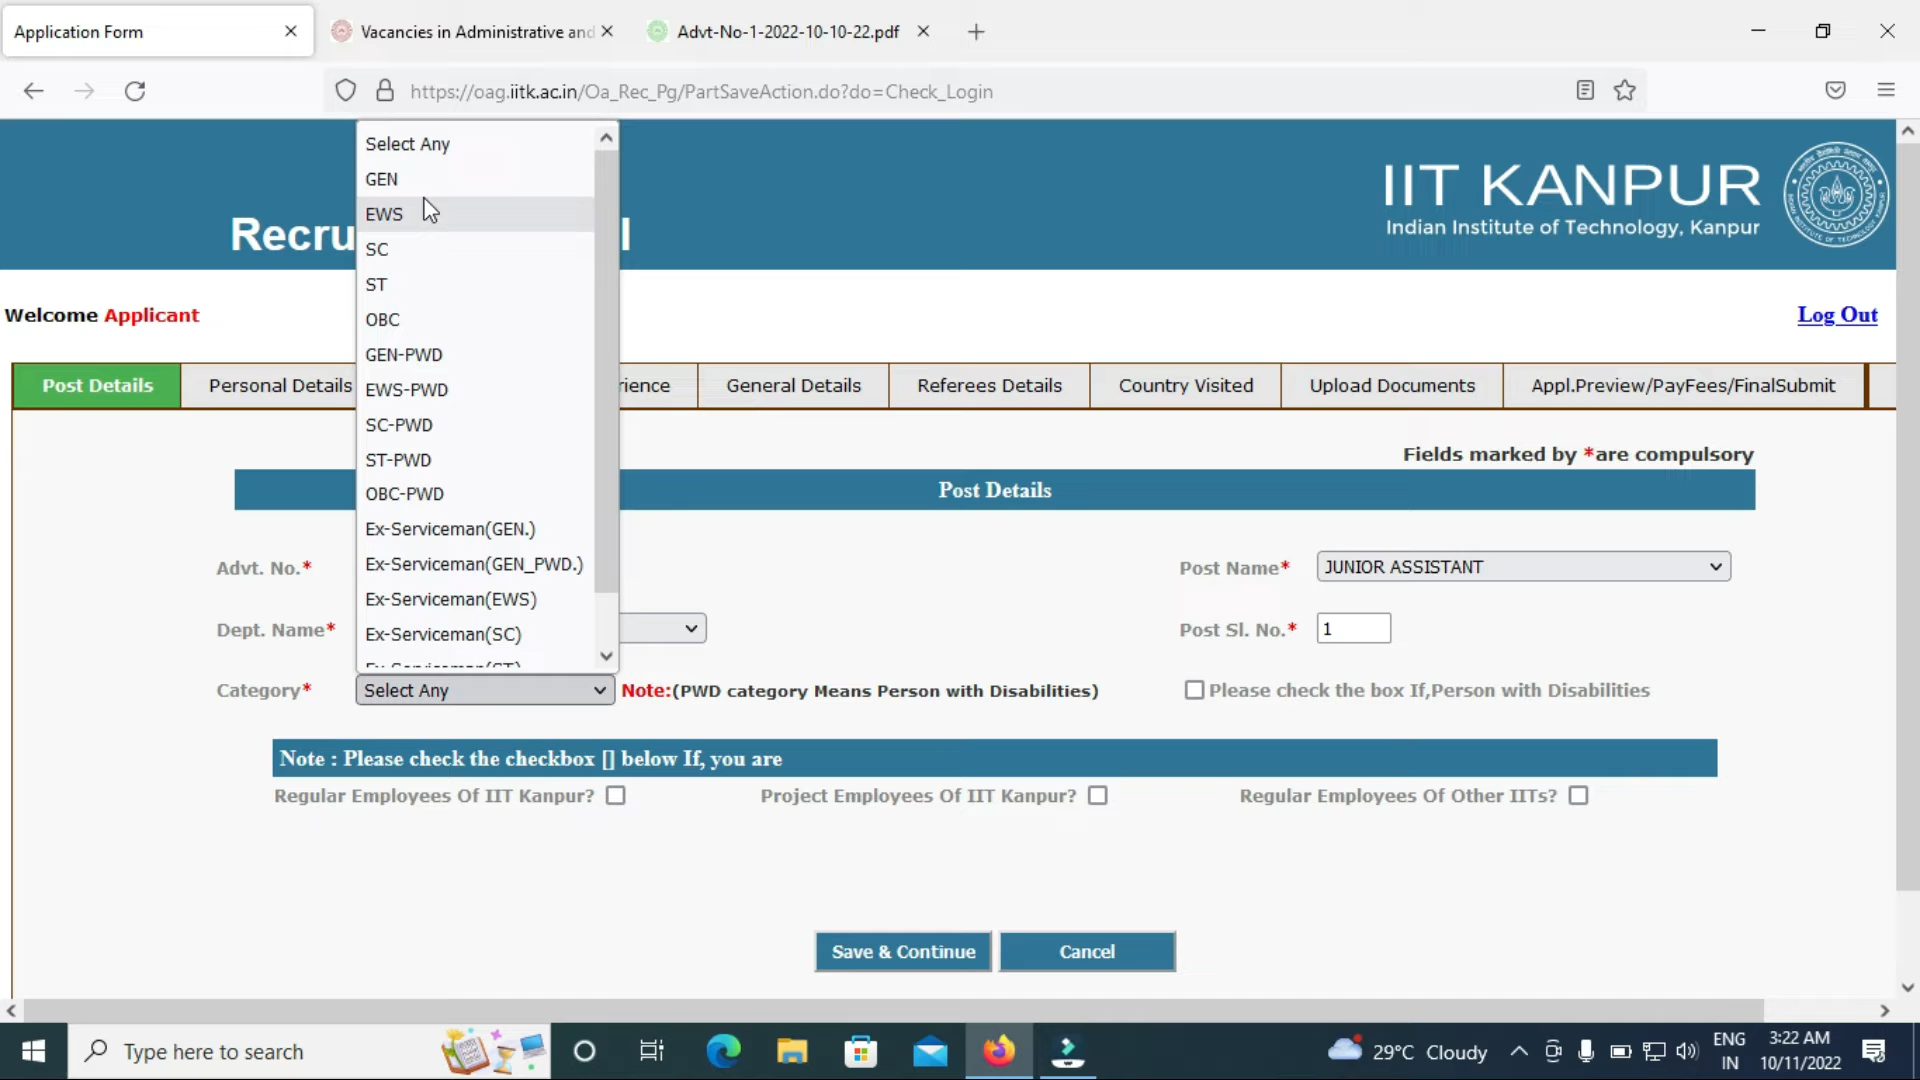 Application Form
Vacancies in Administrative and
Advt-No-1-2022-10-10-22.pdf
https://oag.iitk.ac.in/Oa_Rec_Pg/PartSaveAction.do?do=Check_Login
IIT KANPUR
Indian Institute of Technology, Kanpur
Select Any
GEN
EWS
SC
ST
OBC
GEN-PWD
EWS-PWD
SC-PWD
ST-PWD
OBC-PWD
Ex-Serviceman(GEN.)
Ex-Serviceman(GEN_PWD.)
Ex-Serviceman(EWS)
Ex-Serviceman(SC)
Ex-Serviceman(ST)
Welcome Applicant
Log Out
Post Details
Personal Details
General Details
Referees Details
Country Visited
Upload Documents
Appl.Preview/PayFees/FinalSubmit
Fields marked by *are compulsory
Post Details
Advt. No.*
Post Name* JUNIOR ASSISTANT
Dept. Name*
Post Sl. No.* 1
Category* Select Any Note:(PWD category Means Person with Disabilities)
Please check the box If,Person with Disabilities
Note : Please check the checkbox [] below If, you are
Regular Employees Of IIT Kanpur?
Project Employees Of IIT Kanpur?
Regular Employees Of Other IITs?
Save & Continue
Cancel
Type here to search
29°C Cloudy
ENG
IN
3:22 AM
10/11/2022